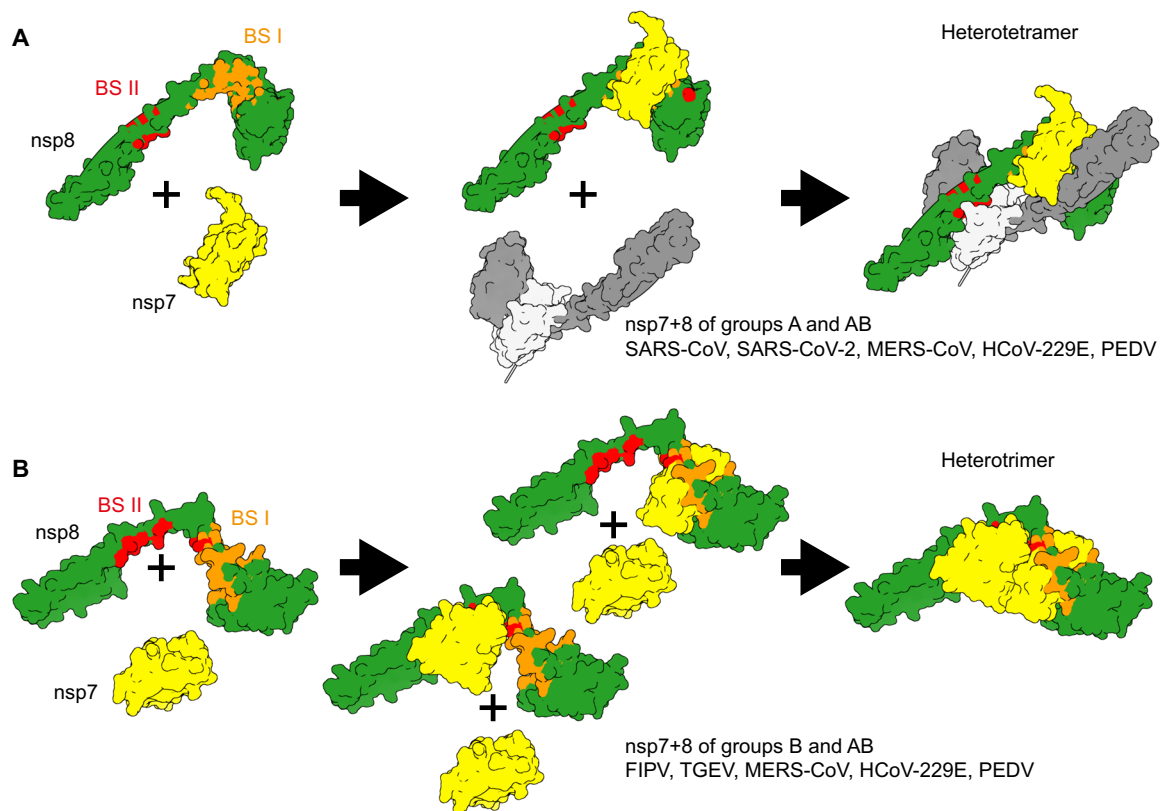 A
BS I
BS II
nsp8
+
nsp7
+
Heterotetramer
nsp7+8 of groups A and AB
SARS-CoV, SARS-CoV-2, MERS-CoV, HCoV-229E, PEDV
B
BS II
BS I
nsp8
+
nsp7
+
+
Heterotrimer
nsp7+8 of groups B and AB
FIPV, TGEV, MERS-CoV, HCoV-229E, PEDV